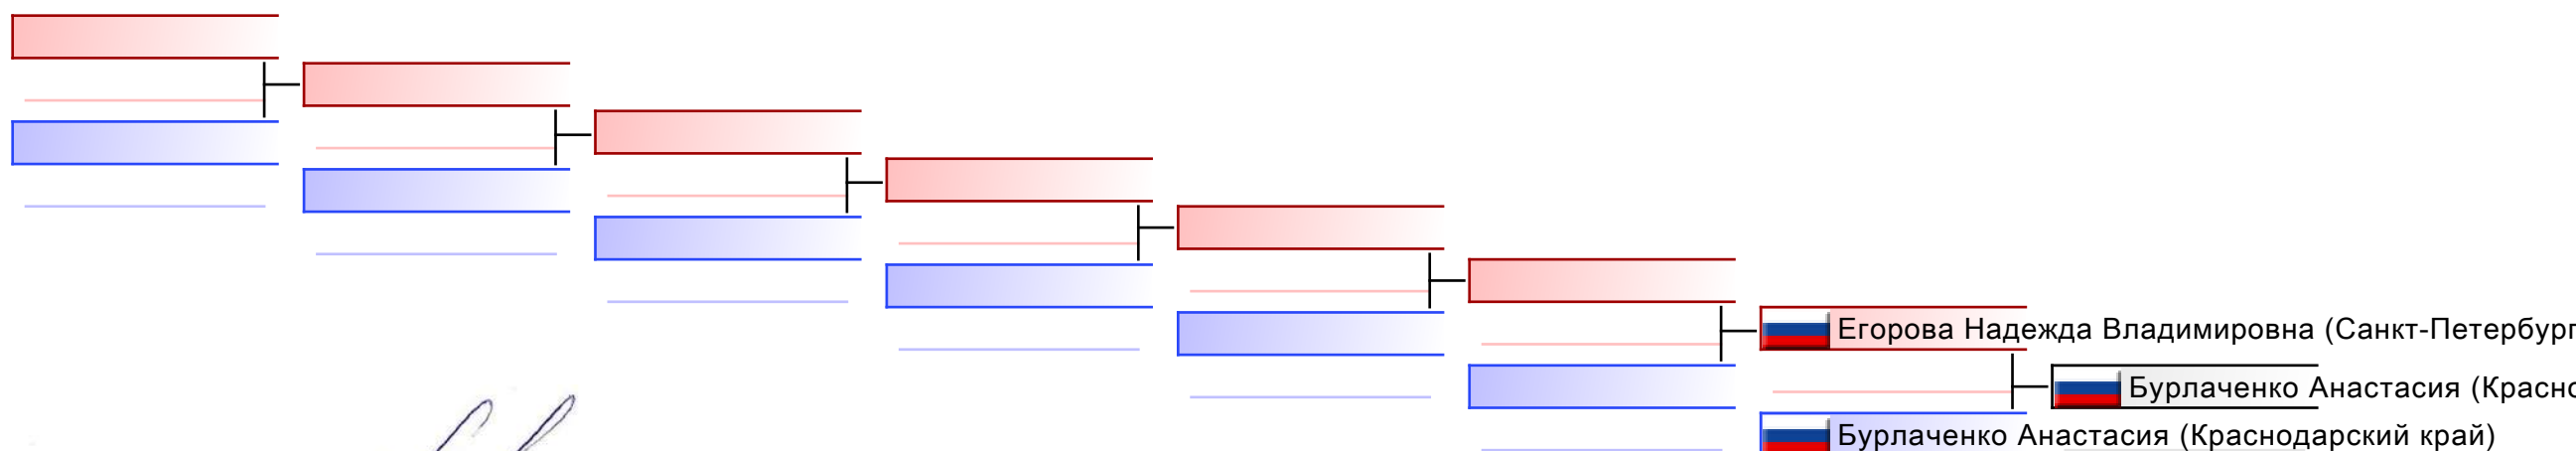 Егорова Надежда Владимировна (Санкт-Петербург
Бурлаченко Анастасия (Красно
Бурлаченко Анастасия (Краснодарский край)